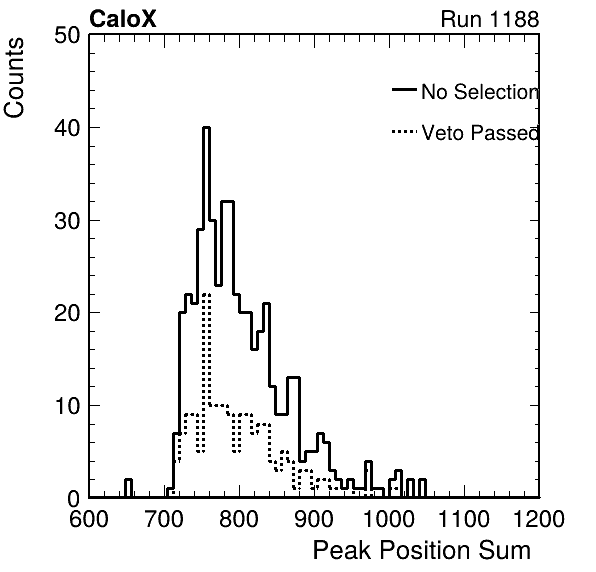 CaloX Run 1188
Counts
50
No Selection
40
Veto Passed
30
20
10
0
600 700 800 900 1000 1100 1200
Peak Position Sum